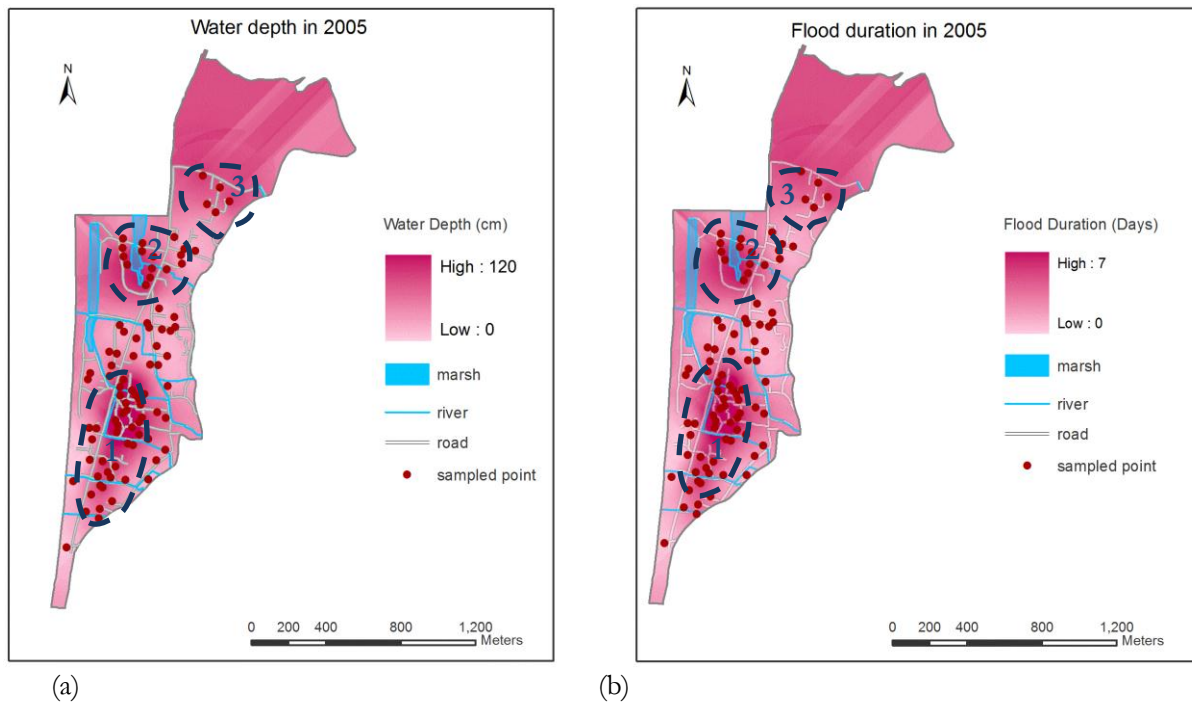 Water depth in 2005
N
3
2
1
Water Depth (cm)
High : 120
Low : 0
marsh
river
road
sampled point
0 200 400 800 1,200
Meters
(a)
Flood duration in 2005
N
3
2
1
Flood Duration (Days)
High : 7
Low : 0
marsh
river
road
sampled point
0 200 400 800 1,200
Meters
(b)